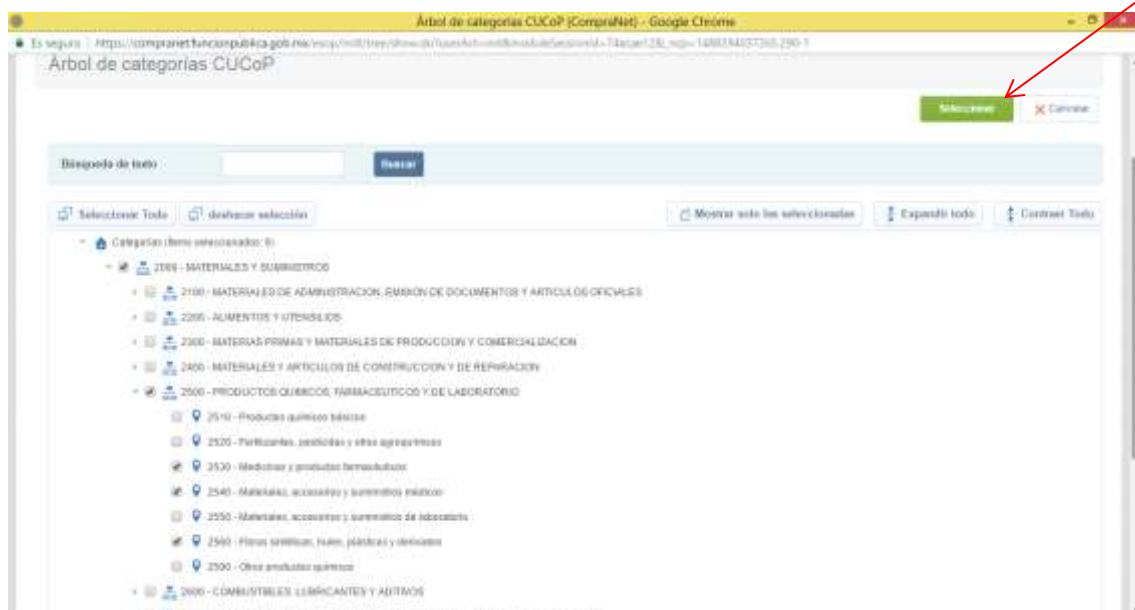 Árbol de categorías CUCoP (CompraNet) - Google Chrome
Es seguro https://compranet.funcionpublica.gob.mx/esop/
Árbol de categorías CUCoP
Seleccionar
Cancelar
Búsqueda de texto
Buscar
Seleccionar Todo deshacer selección Mostrar solo los seleccionados Expandir todo Contraer Todo
Categorías (Ítems seleccionados:
2000 - MATERIALES Y SUMINISTROS
2100 - MATERIALES DE ADMINISTRACION, EMISION DE DOCUMENTOS Y ARTICULOS OFICIALES
2200 - ALIMENTOS Y UTENSILIOS
2300 - MATERIAS PRIMAS Y MATERIALES DE PRODUCCION Y COMERCIALIZACION
2400 - MATERIALES Y ARTICULOS DE CONSTRUCCION Y DE REPARACION
2500 - PRODUCTOS QUIMICOS, FARMACEUTICOS Y DE LABORATORIO
2510 - Productos químicos básicos
2520 - Fertilizantes, pesticidas y otros agroquímicos
2530 - Medicinas y productos farmacéuticos
2540 - Materiales, accesorios y suministros médicos
2550 - Materiales, accesorios y suministros de laboratorio
2560 - Fibras sintéticas, hules, plásticos y derivados
2590 - Otros productos químicos
2600 - COMBUSTIBLES, LUBRICANTES Y ADITIVOS